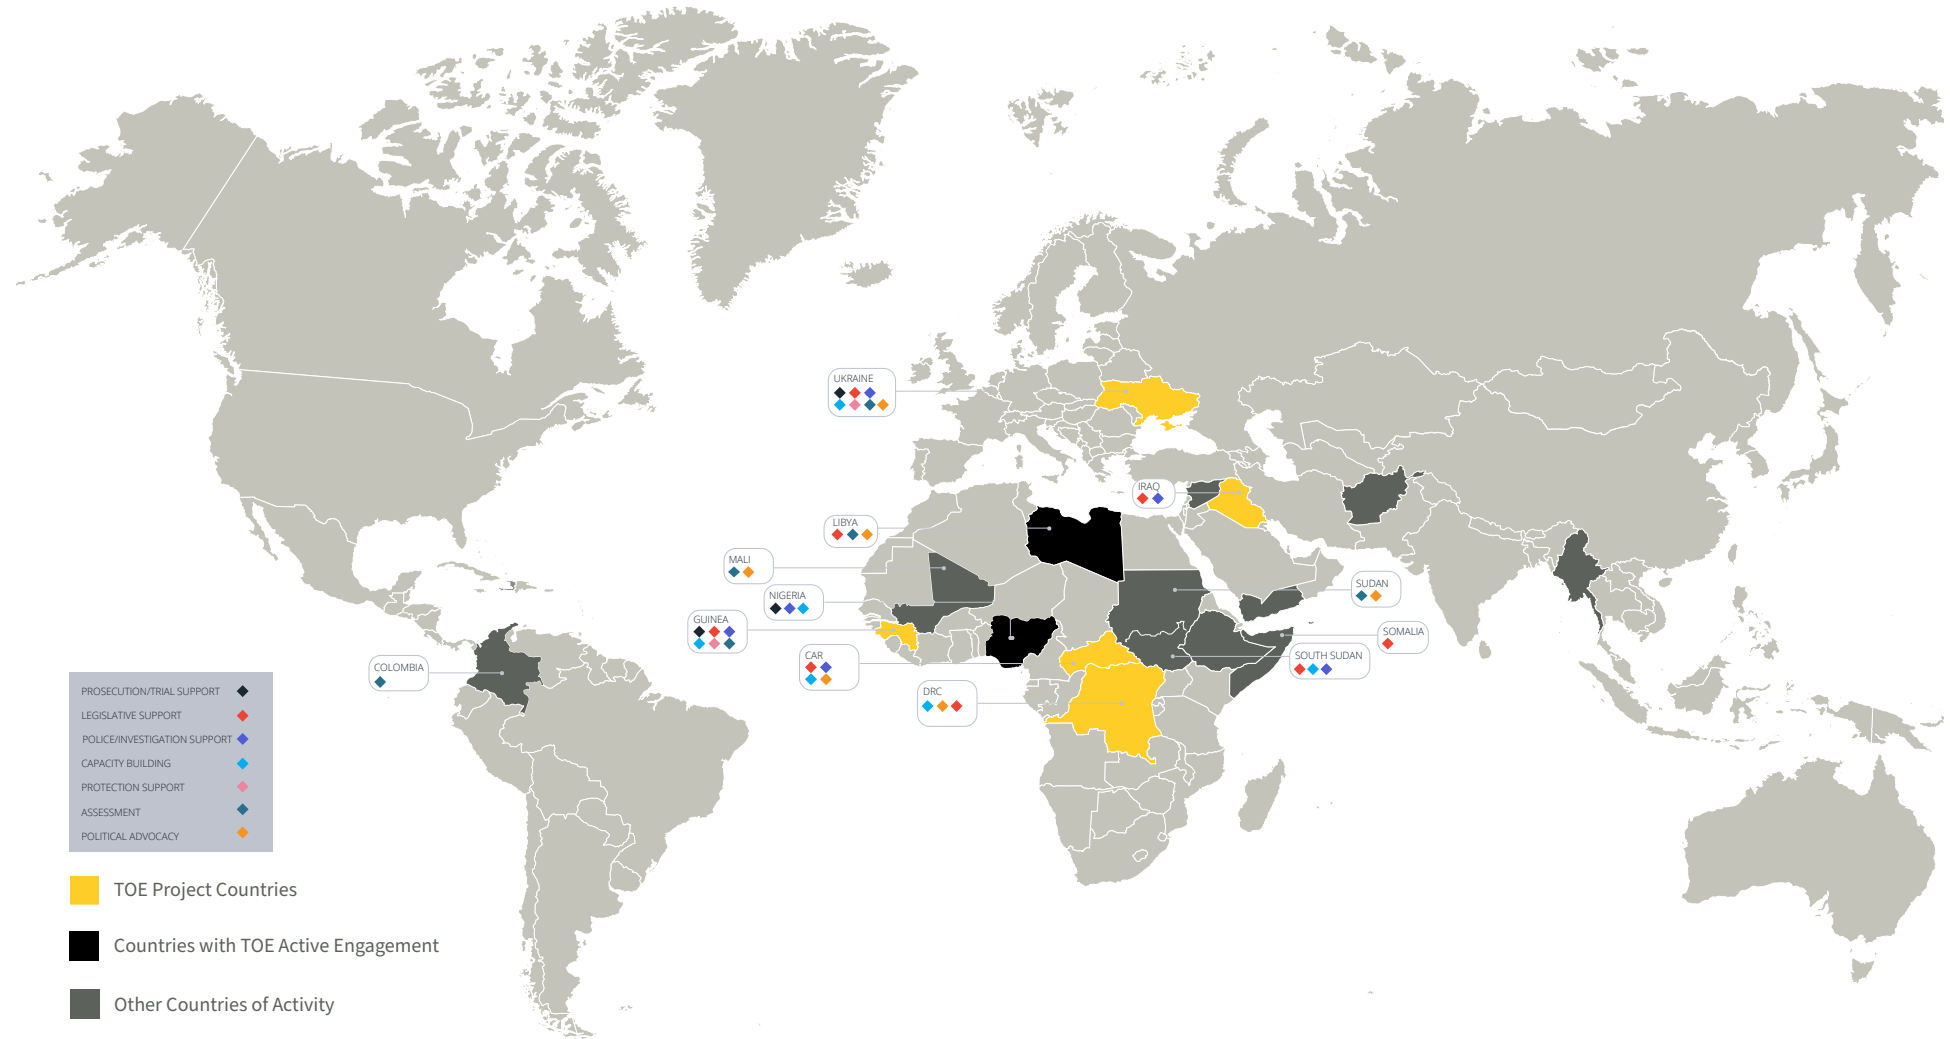 UKRAINE
IRAQ
LIBYA
MALI
SUDAN
NIGERIA
GUINEA
SOMALIA
CAR
SOUTH SUDAN
COLOMBIA
DRC
PROSECUTION/TRIAL SUPPORT
LEGISLATIVE SUPPORT
POLICE/INVESTIGATION SUPPORT
CAPACITY BUILDING
PROTECTION SUPPORT
ASSESSMENT
POLITICAL ADVOCACY
TOE Project Countries
Countries with TOE Active Engagement
Other Countries of Activity